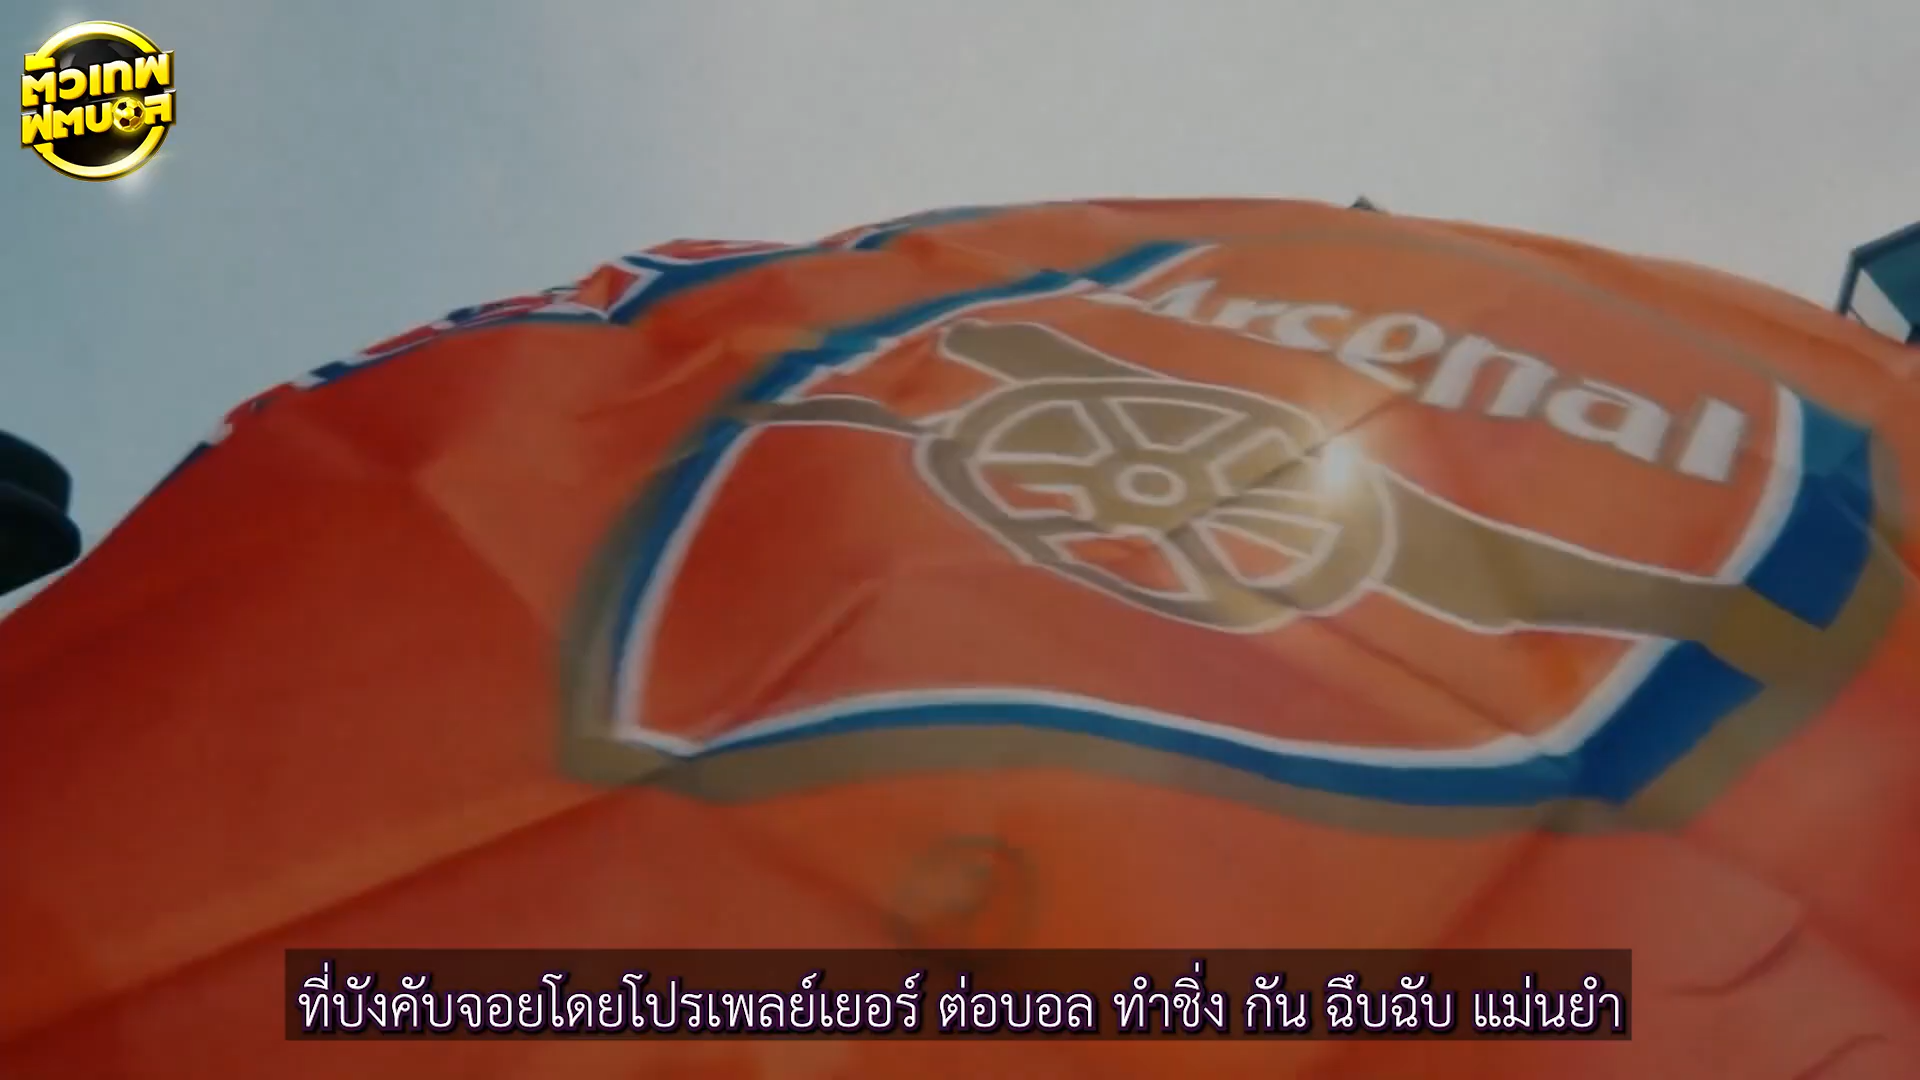 ตัวเทพ
ฟุตบอล
Arsenal
ที่บังคับจอยโดยโปรเพลย์เยอร์ ต่อบอล ทำชิ่ง กัน ฉึบฉับ แม่นยำ